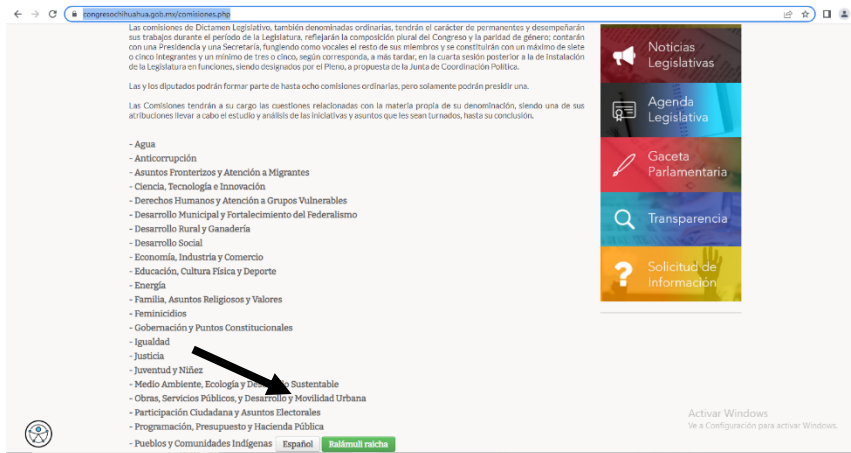 congresochihuahua.gob.mx/comisiones.php
Las comisiones de Dictamen Legislativo, también denominadas ordinarias, tendrán el carácter de permanentes y desempeñarán
sus trabajos durante el período de la Legislatura, reflejarán la composición plural del Congreso y la paridad de género; contarán
con una Presidencia y una Secretaría, fungiendo como vocales el resto de sus miembros y se constituirán con un máximo de siete
o cinco integrantes y un mínimo de tres o cinco, según corresponda, a más tardar, en la cuarta sesión posterior a la de instalación
de la Legislatura en funciones, siendo designados por el Pleno, a propuesta de la Junta de Coordinación Política.
Las y los diputados podrán formar parte de hasta ocho comisiones ordinarias, pero solamente podrán presidir una.
Las Comisiones tendrán a su cargo las cuestiones relacionadas con la materia propia de su denominación, siendo una de sus
atribuciones llevar a cabo el estudio y análisis de las iniciativas y asuntos que les sean turnados, hasta su conclusión.
- Agua
- Anticorrupción
- Asuntos Fronterizos y Atención a Migrantes
- Ciencia, Tecnología e Innovación
- Derechos Humanos y Atención a Grupos Vulnerables
- Desarrollo Municipal y Fortalecimiento del Federalismo
- Desarrollo Rural y Ganadería
- Desarrollo Social
- Economía, Industria y Comercio
- Educación, Cultura Física y Deporte
- Energía
- Familia, Asuntos Religiosos y Valores
- Feminicidios
- Gobernación y Puntos Constitucionales
- Igualdad
- Justicia
- Juventud y Niñez
- Medio Ambiente, Ecología y Sustentable
- Obras, Servicios Públicos, y Desarrollo y Movilidad Urbana
- Participación Ciudadana y Asuntos Electorales
- Programación, Presupuesto y Hacienda Pública
- Pueblos y Comunidades Indígenas Español Ralámuli raicha
Noticias
Legislativas
Agenda
Legislativa
Gaceta
Parlamentaria
Transparencia
Solicitud de
Información
Activar Windows
Ve a Configuración para activar Windows.